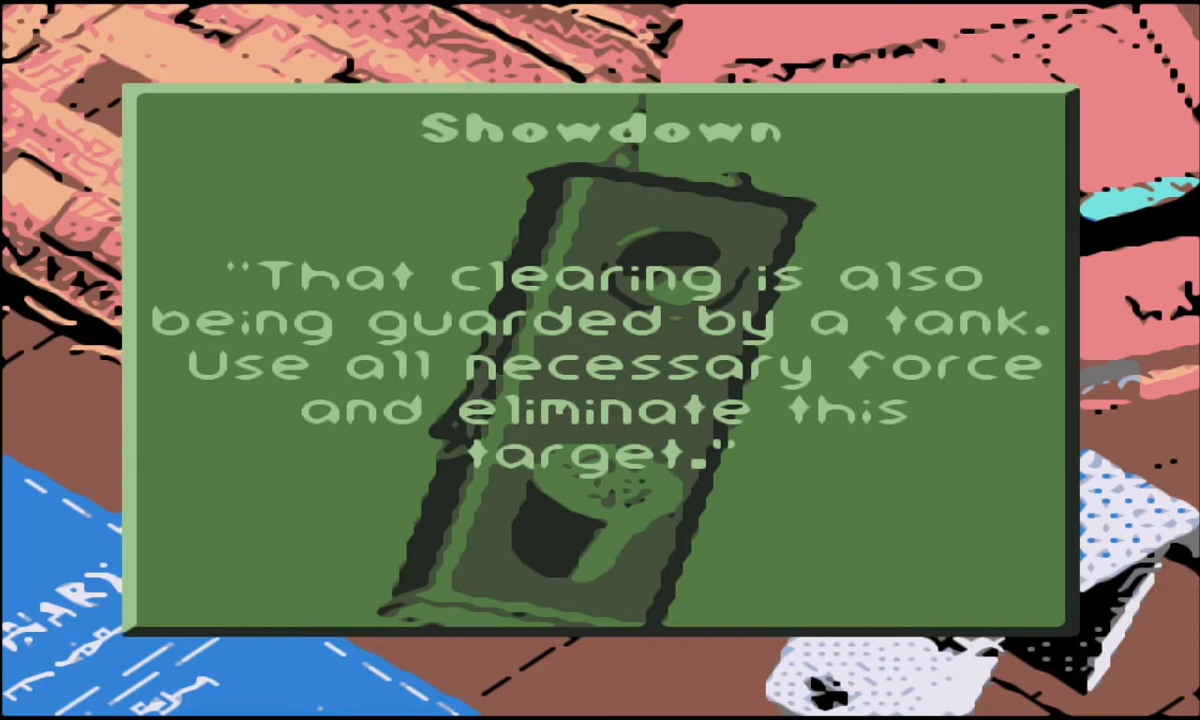 Showdown
"That clearing is also
being guarded by a tank.
Use all necessary force
and eliminate this
target."